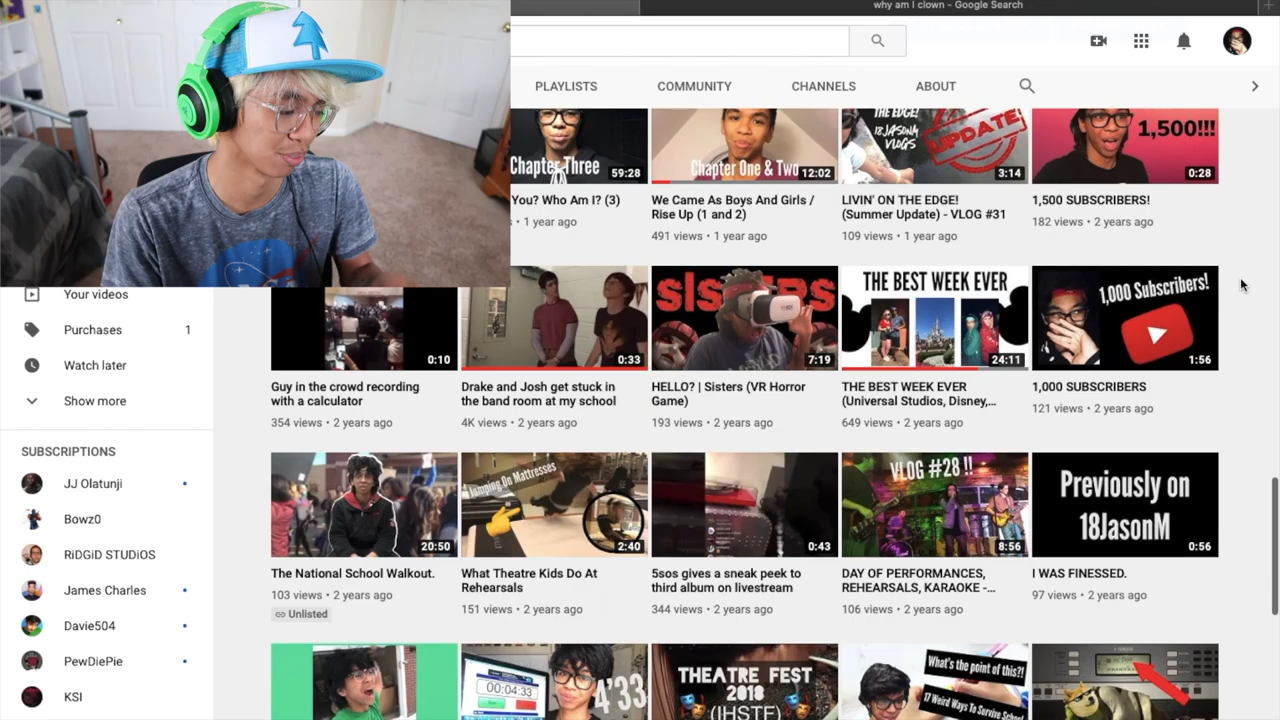 why am I clown - Google Search
PLAYLISTS
COMMUNITY
CHANNELS
ABOUT
Chapter Three
59:28
You? Who Am I? (3)
1 year ago
Chapter One & Two
12:02
We Came As Boys And Girls /
Rise Up (1 and 2)
491 views • 1 year ago
THE EDGE!
18JASONM
VLOGS
UPDATE
3:14
LIVIN' ON THE EDGE!
(Summer Update) - VLOG #31
109 views • 1 year ago
1,500!!!
0:28
1,500 SUBSCRIBERS!
182 views • 2 years ago
Your videos
Purchases 1
Watch later
Show more
SUBSCRIPTIONS
JJ Olatunji
Bowz0
RiDGiD STUDiOS
James Charles
Davie504
PewDiePie
KSI
0:10
Guy in the crowd recording
with a calculator
354 views • 2 years ago
0:33
Drake and Josh get stuck in
the band room at my school
4K views • 2 years ago
sisters
7:19
HELLO? | Sisters (VR Horror
Game)
193 views • 2 years ago
THE BEST WEEK EVER
24:11
THE BEST WEEK EVER
(Universal Studios, Disney,...
649 views • 2 years ago
1,000 Subscribers!
1:56
1,000 SUBSCRIBERS
121 views • 2 years ago
20:50
The National School Walkout.
103 views • 2 years ago
Unlisted
Jumping On Mattresses
2:40
What Theatre Kids Do At
Rehearsals
151 views • 2 years ago
0:43
5sos gives a sneak peek to
third album on livestream
344 views • 2 years ago
VLOG #28 !!
8:56
DAY OF PERFORMANCES,
REHEARSALS, KARAOKE -...
106 views • 2 years ago
Previously on
18JasonM
0:56
I WAS FINESSED.
97 views • 2 years ago
00:04:33
4'33
THEATRE FEST
2018
(IHSTF)
What's the point of this?!
17 Weird Ways To Survive School